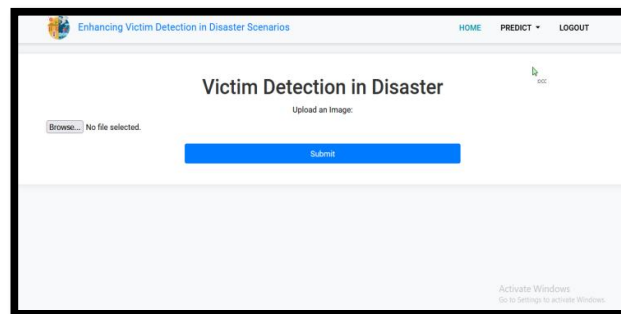 Enhancing Victim Detection in Disaster Scenarios
HOME PREDICT LOGOUT
Victim Detection in Disaster
Upload an Image:
Browse... No file selected.
Submit
Activate Windows
Go to Settings to activate Windows.